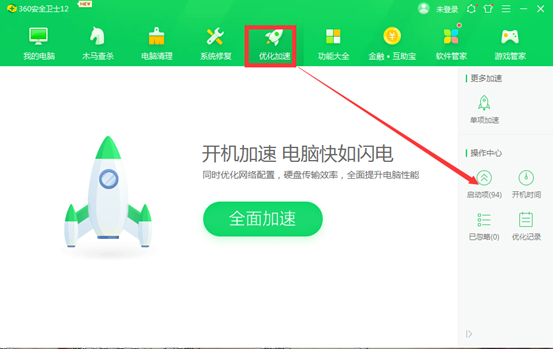 360安全卫士12
NEW
未登录
我的电脑
木马查杀
电脑清理
系统修复
优化加速
功能大全
金融·互助宝
软件管家
游戏管家
更多加速
单项加速
开机加速 电脑快如闪电
同时优化网络配置，硬盘传输效率，全面提升电脑性能
全面加速
操作中心
启动项(94)
开机时间
已忽略(0)
优化记录